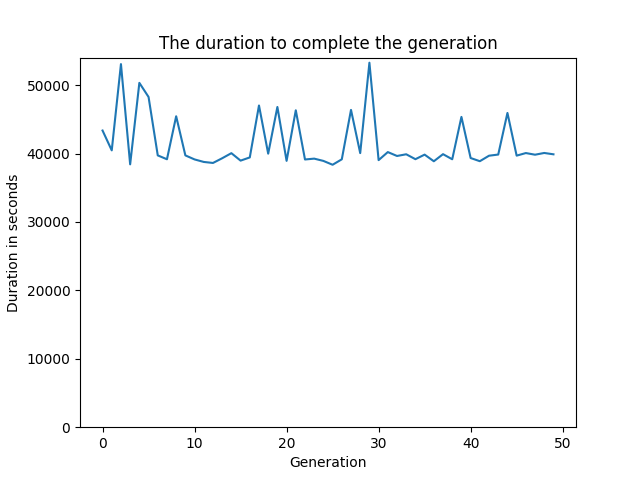 The duration to complete the generation
50000
40000
30000
20000
10000
0
Duration in seconds
0 10 20 30 40 50
Generation